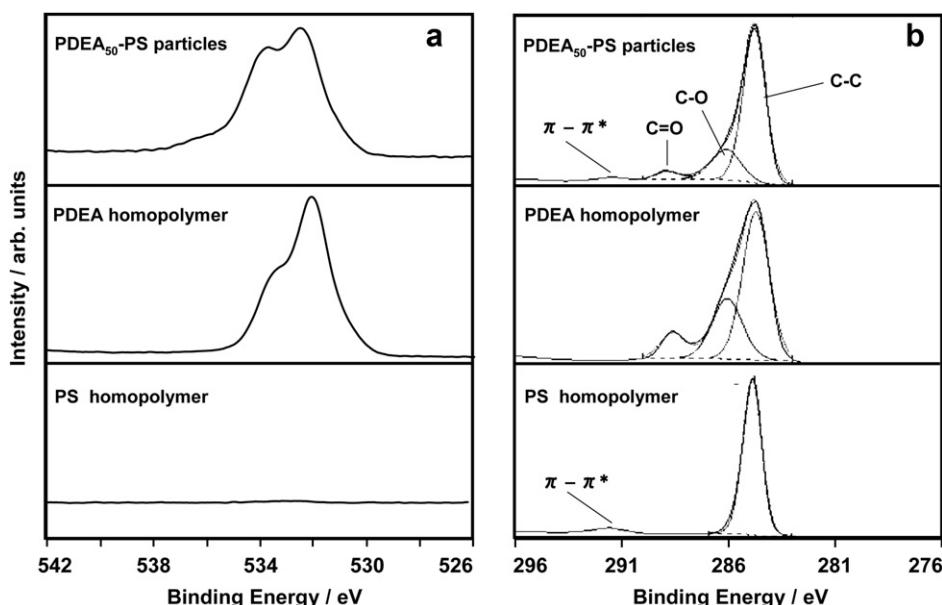 Intensity / arb. units
a
PDEA₅₀-PS particles
PDEA homopolymer
PS homopolymer
542 538 534 530 526
Binding Energy / eV
b
PDEA₅₀-PS particles
C-C
C-O
C=O
π – π*
PDEA homopolymer
PS homopolymer
π – π*
296 291 286 281 276
Binding Energy / eV